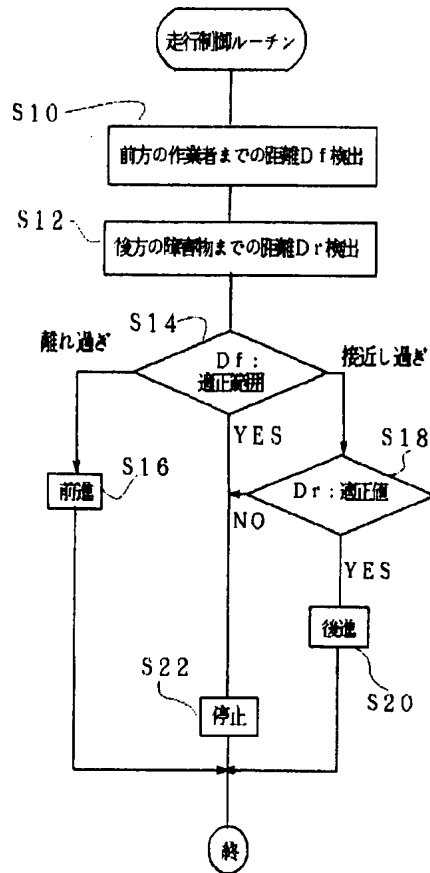 走行制御ルーチン
S10
前方の作業者までの距離Df検出
S12
後方の障害物までの距離Dr検出
S14
離れ過ぎ
Df:
適正範囲
接近し過ぎ
YES
S18
S16
前進
Dr:適正値
NO
YES
後進
S22
S20
停止
終